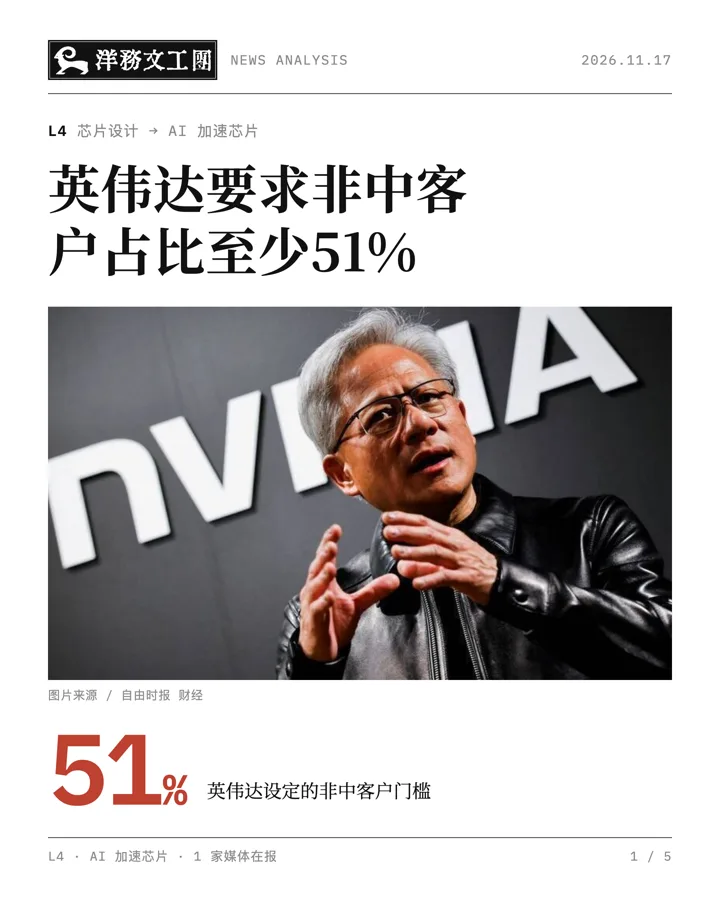 洋務文工團 NEWS ANALYSIS 2026.11.17
L4 芯片设计 → AI 加速芯片
英伟达要求非中客
户占比至少51%
nVIDIA
图片来源 / 自由时报 财经
51% 英伟达设定的非中客户门槛
L4 · AI 加速芯片 · 1 家媒体在报 1 / 5